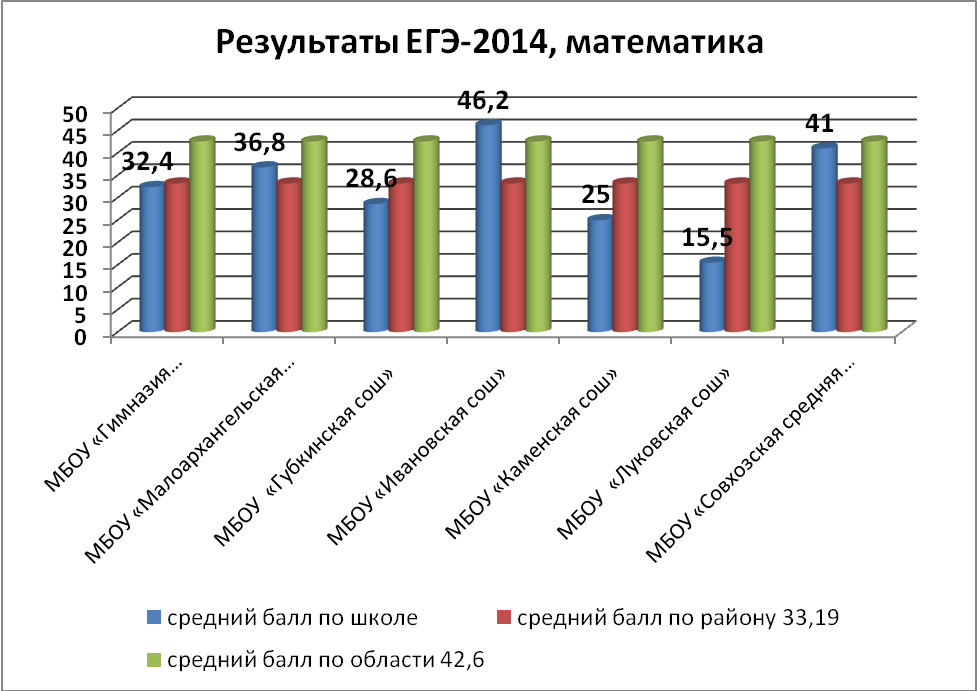 Результаты ЕГЭ-2014, математика
50
45
40
35
30
25
20
15
10
5
0
32,4
36,8
28,6
46,2
25
15,5
41
МБОУ «Гимназия...
МБОУ «Малоархангельская...
МБОУ «Губкинская сош»
МБОУ «Ивановская сош»
МБОУ «Каменская сош»
МБОУ «Луковская сош»
МБОУ «Совхозская средняя...
средний балл по школе
средний балл по району 33,19
средний балл по области 42,6